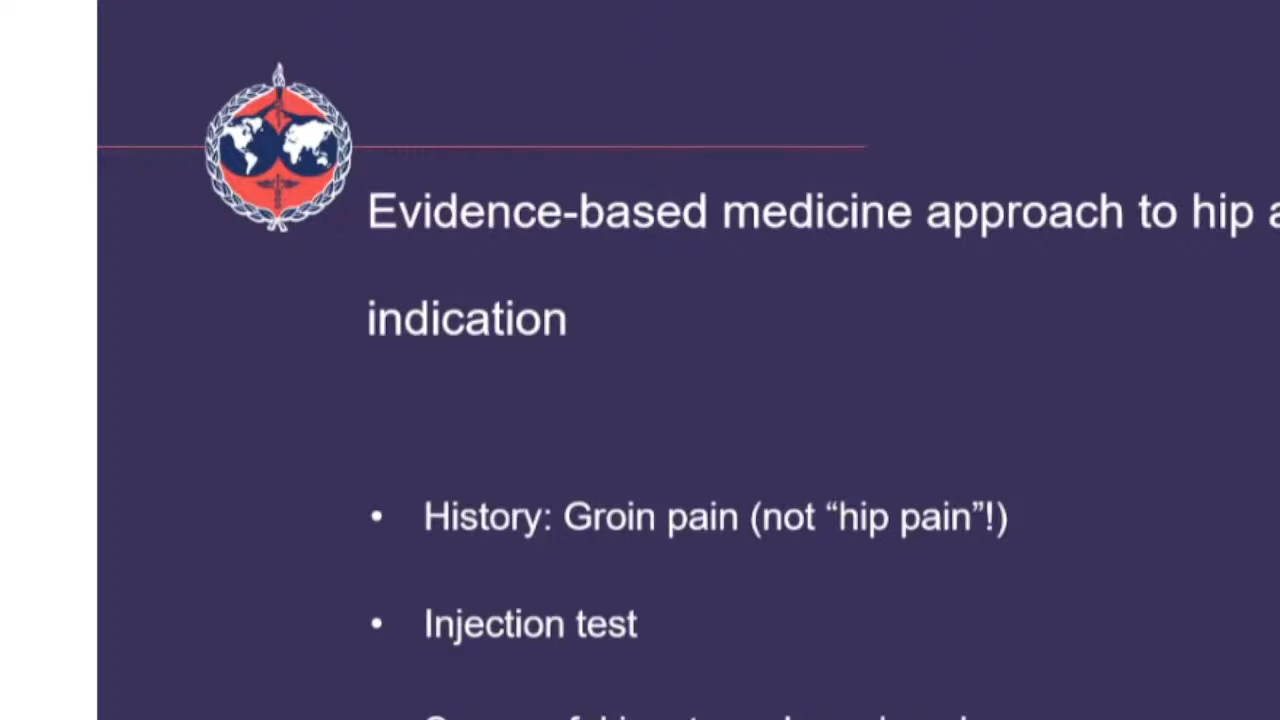 Evidence-based medicine approach to hip
indication
• History: Groin pain (not “hip pain”!)
• Injection test